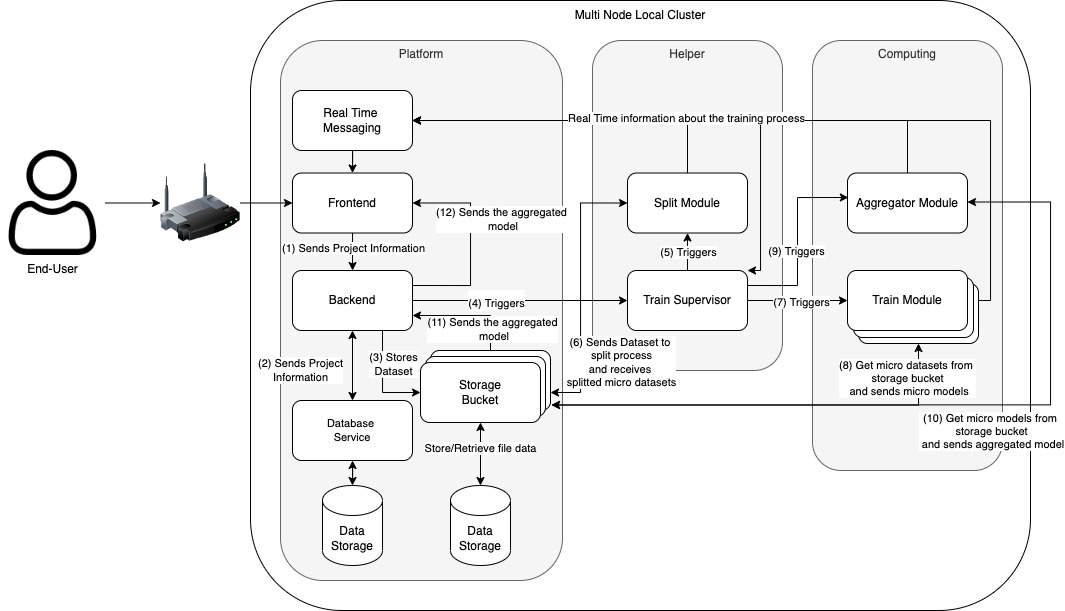 Multi Node Local Cluster
Platform
Helper
Computing
Real Time
Messaging
Real Time information about the training process
End-User
Frontend
Split Module
Aggregator Module
(12) Sends the aggregated
model
(1) Sends Project Information
(5) Triggers
(9) Triggers
Backend
(4) Triggers
Train Supervisor
(7) Triggers
Train Module
(11) Sends the aggregated
model
(2) Sends Project
Information
(3) Stores
Dataset
(6) Sends Dataset to
split process
and receives
splitted micro datasets
(8) Get micro datasets from
storage bucket
and sends micro models
Storage
Bucket
(10) Get micro models from
storage bucket
and sends aggregated model
Database
Service
Store/Retrieve file data
Data
Storage
Data
Storage